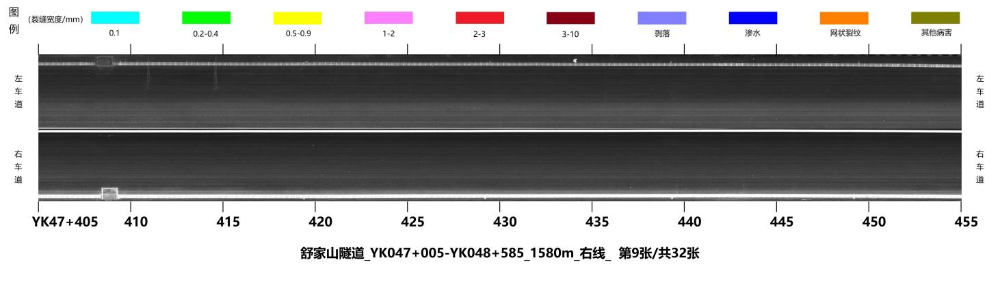 图例
(裂缝宽度/mm)
0.1 0.2-0.4 0.5-0.9 1-2 2-3 3-10 剥落 渗水 网状裂纹 其他病害
左车道 左车道
右车道 右车道
YK47+405 410 415 420 425 430 435 440 445 450 455
舒家山隧道_YK047+005-YK048+585_1580m_右线_ 第9张/共32张